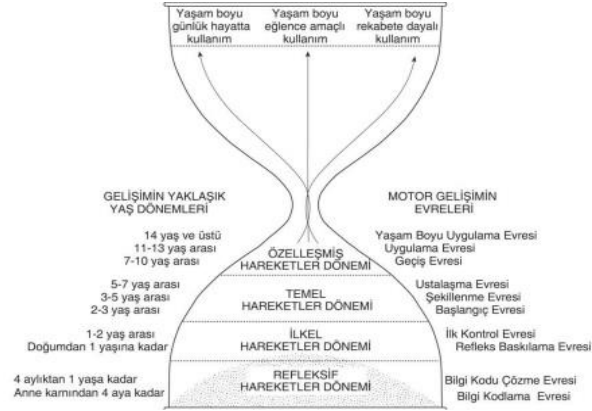 Yaşam boyu günlük hayatta kullanım
Yaşam boyu eğlence amaçlı kullanım
Yaşam boyu rekabete dayalı kullanım
GELİŞİMİN YAKLAŞIK
YAŞ DÖNEMLERİ
MOTOR GELİŞİMİN
EVRELERİ
14 yaş ve üstü
11-13 yaş arası
7-10 yaş arası
ÖZELLEŞMİŞ
HAREKETLER DÖNEMİ
Yaşam Boyu Uygulama Evresi
Uygulama Evresi
Geçiş Evresi
5-7 yaş arası
3-5 yaş arası
2-3 yaş arası
TEMEL
HAREKETLER DÖNEMİ
Ustalaşma Evresi
Şekillenme Evresi
Başlangıç Evresi
1-2 yaş arası
Doğumdan 1 yaşına kadar
İLKEL
HAREKETLER DÖNEMİ
İlk Kontrol Evresi
Refleks Baskılama Evresi
4 aylıktan 1 yaşa kadar
Anne karnından 4 aya kadar
REFLEKSİF
HAREKETLER DÖNEMİ
Bilgi Kodu Çözme Evresi
Bilgi Kodlama Evresi